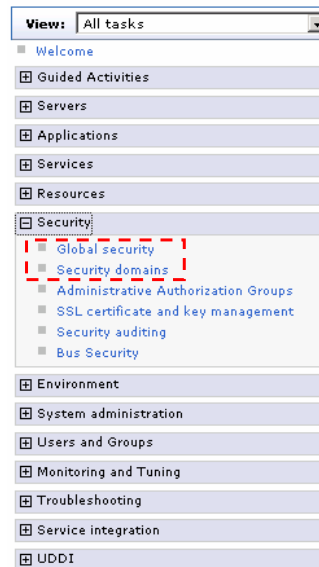 View: All tasks
Welcome
Guided Activities
Servers
Applications
Services
Resources
Security
Global security
Security domains
Administrative Authorization Groups
SSL certificate and key management
Security auditing
Bus Security
Environment
System administration
Users and Groups
Monitoring and Tuning
Troubleshooting
Service integration
UDDI